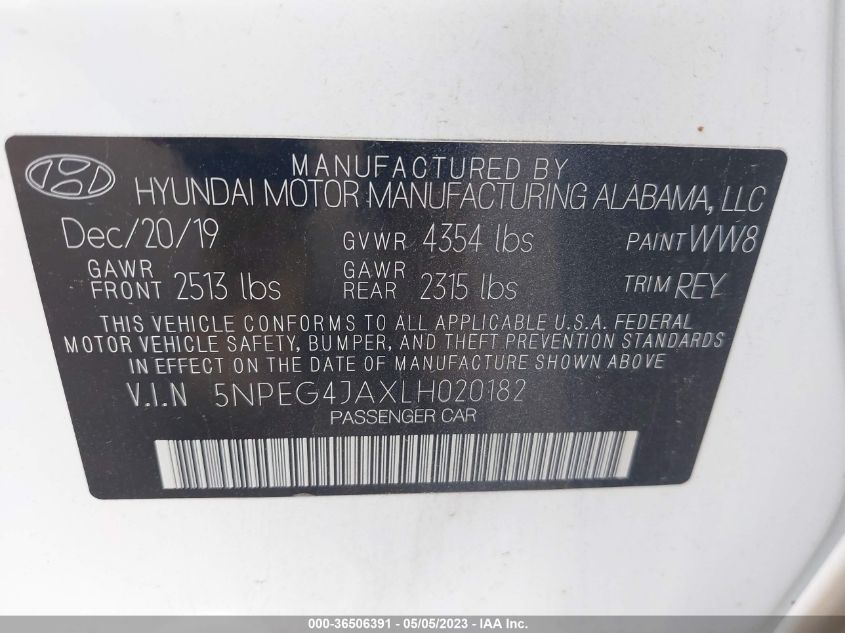 MANUFACTURED BY
HYUNDAI MOTOR MANUFACTURING ALABAMA, LLC
Dec/20/19 GVWR 4354 lbs PAINT WW8
GAWR FRONT 2513 lbs GAWR REAR 2315 lbs TRIM REY
THIS VEHICLE CONFORMS TO ALL APPLICABLE U.S.A. FEDERAL
MOTOR VEHICLE SAFETY, BUMPER, AND THEFT PREVENTION STANDARDS
IN EFFECT ON THE DATE OF MANUFACTURE SHOWN ABOVE
V.I.N 5NPEG4JAXLH020182
PASSENGER CAR
000-36506391 - 05/05/2023 - IAA Inc.